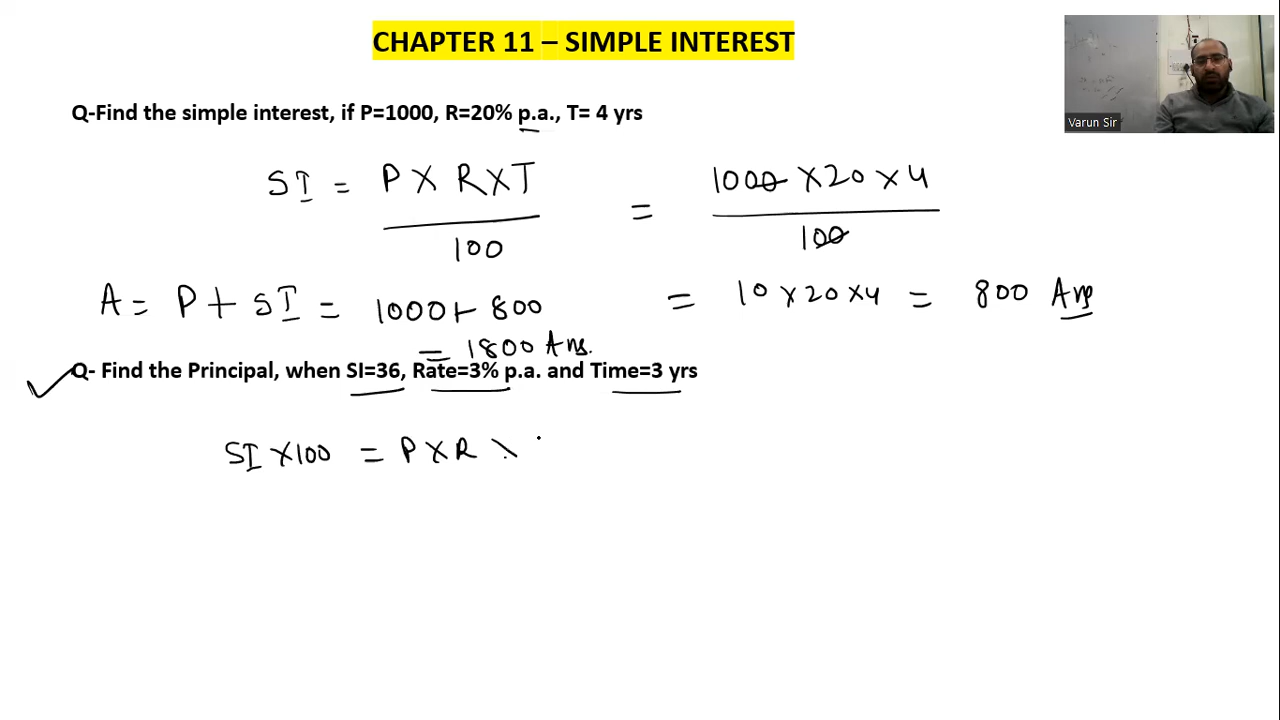 CHAPTER 11 – SIMPLE INTEREST
Varun Sir
Q-Find the simple interest, if P=1000, R=20% p.a., T= 4 yrs
SI = P X R X T / 100 = 1000 X 20 X 4 / 100
A = P + SI = 1000 + 800 = 10 X 20 X 4 = 800 Ans
= 1800 Ans.
Q- Find the Principal, when SI=36, Rate=3% p.a. and Time=3 yrs
SI X 100 = P X R